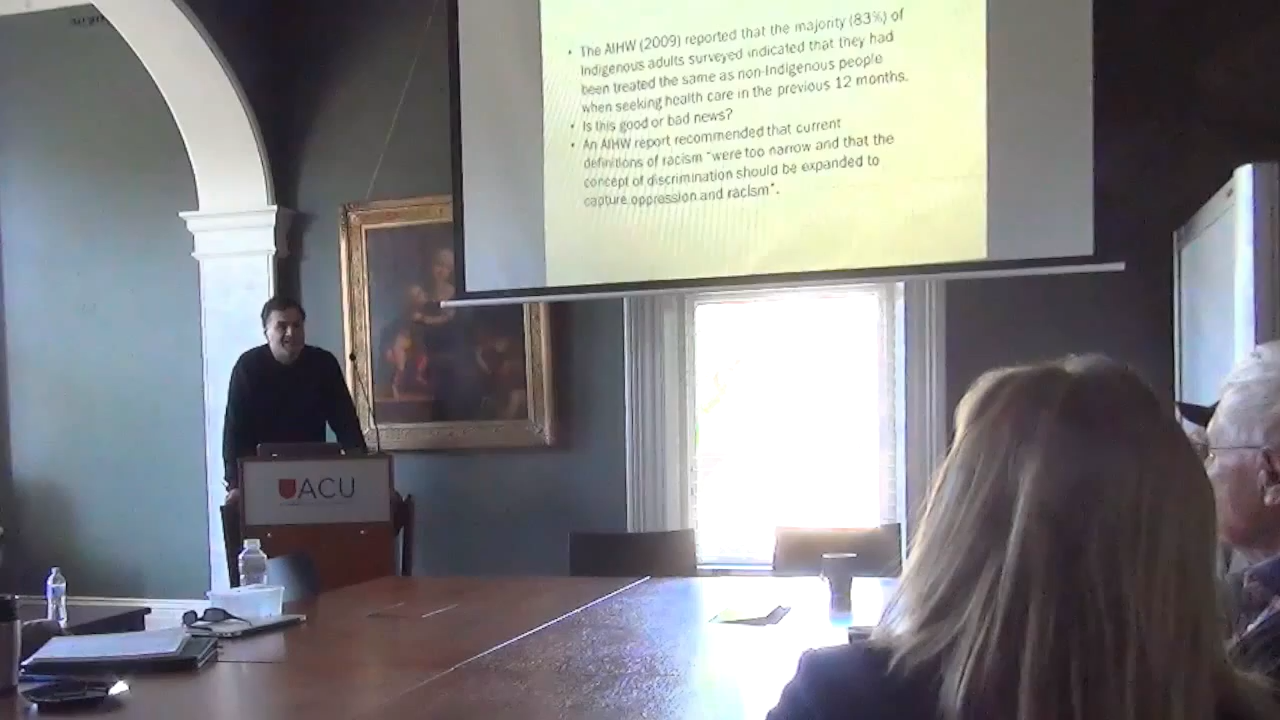 • The AIHW (2009) reported that the majority (83%) of
Indigenous adults surveyed indicated that they had
been treated the same as non-Indigenous people
when seeking health care in the previous 12 months.
• Is this good or bad news?
• An AIHW report recommended that current
definitions of racism "were too narrow and that the
concept of discrimination should be expanded to
capture oppression and racism".
ACU